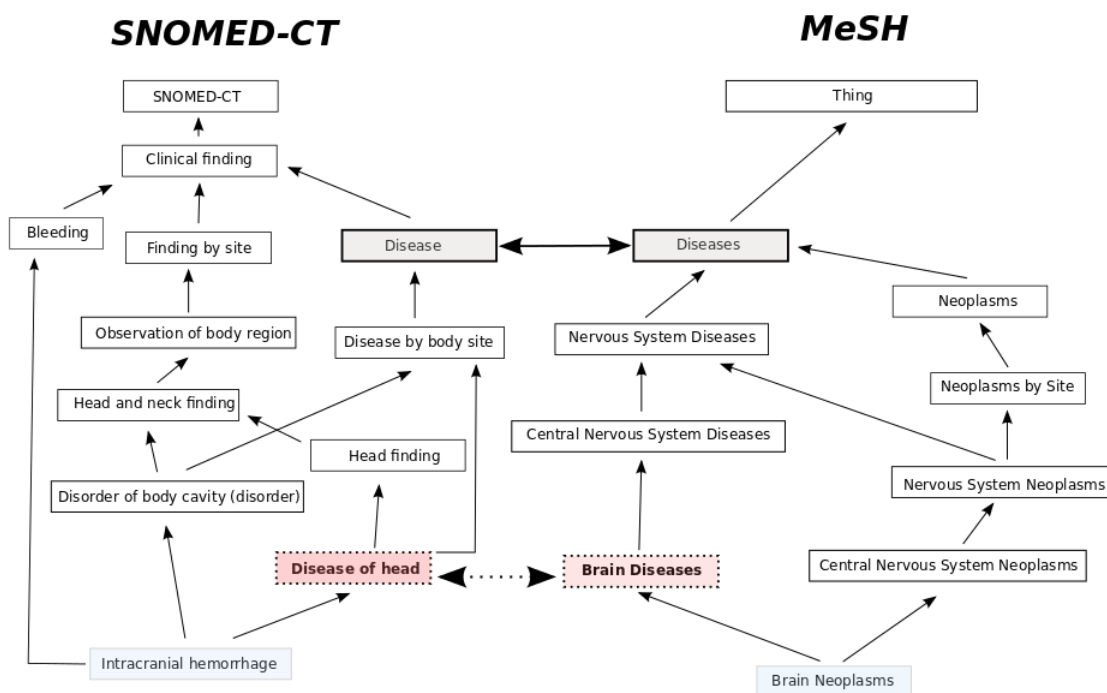 SNOMED-CT
MeSH
SNOMED-CT
Thing
Clinical finding
Bleeding
Finding by site
Disease
Diseases
Neoplasms
Observation of body region
Disease by body site
Nervous System Diseases
Neoplasms by Site
Head and neck finding
Central Nervous System Diseases
Head finding
Disorder of body cavity (disorder)
Nervous System Neoplasms
Disease of head
Brain Diseases
Central Nervous System Neoplasms
Intracranial hemorrhage
Brain Neoplasms